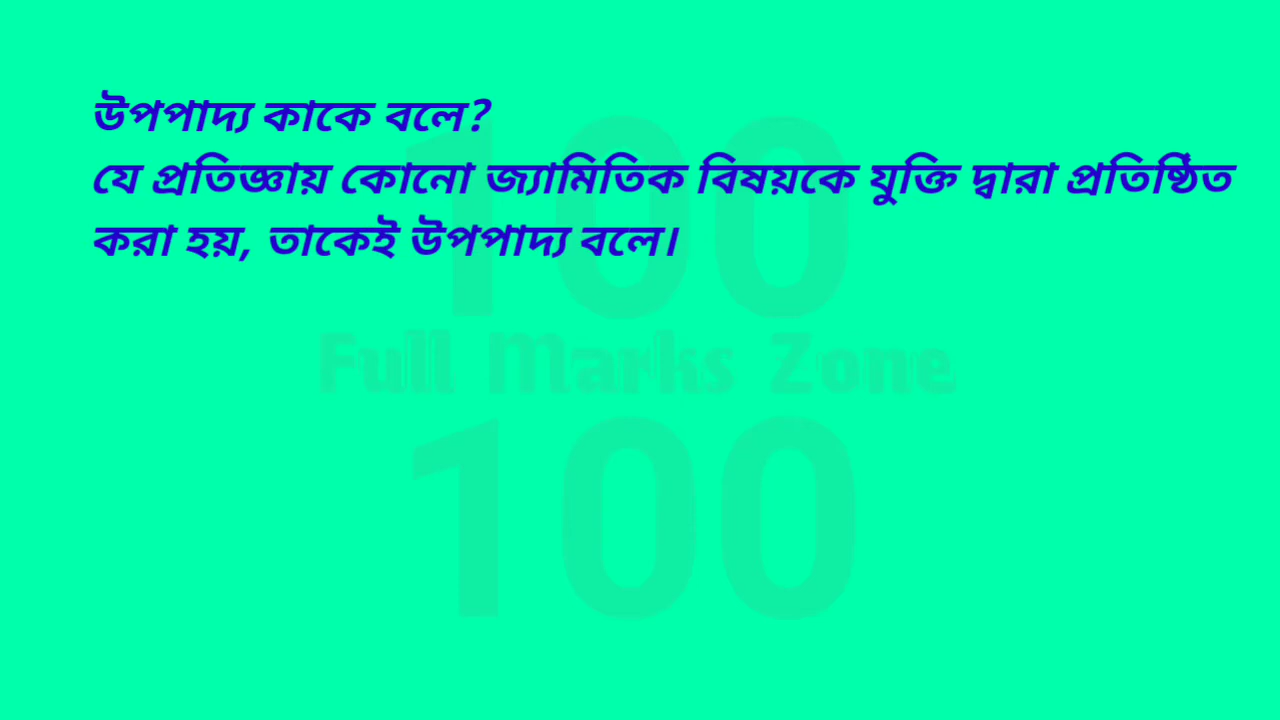 উপপাদ্য কাকে বলে?
যে প্রতিজ্ঞায় কোনো জ্যামিতিক বিষয়কে যুক্তি দ্বারা প্রতিষ্ঠিত
করা হয়, তাকেই উপপাদ্য বলে।
100
Full Marks Zone
100